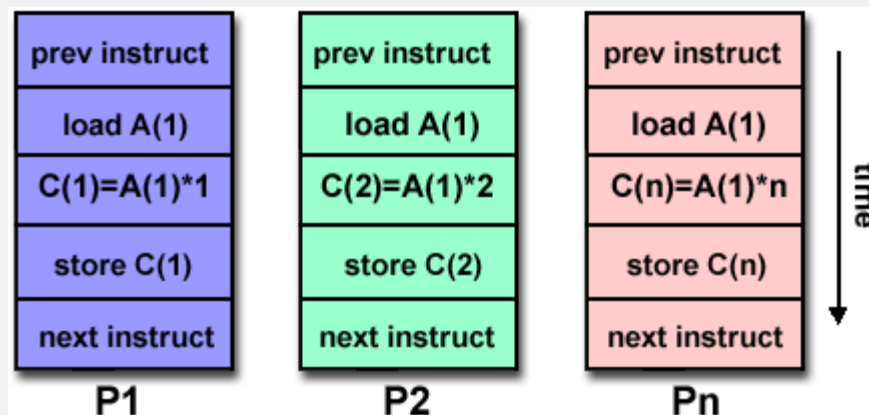 prev instruct
load A(1)
C(1)=A(1)*1
store C(1)
next instruct
P1
prev instruct
load A(1)
C(2)=A(1)*2
store C(2)
next instruct
P2
prev instruct
load A(1)
C(n)=A(1)*n
store C(n)
next instruct
Pn
time